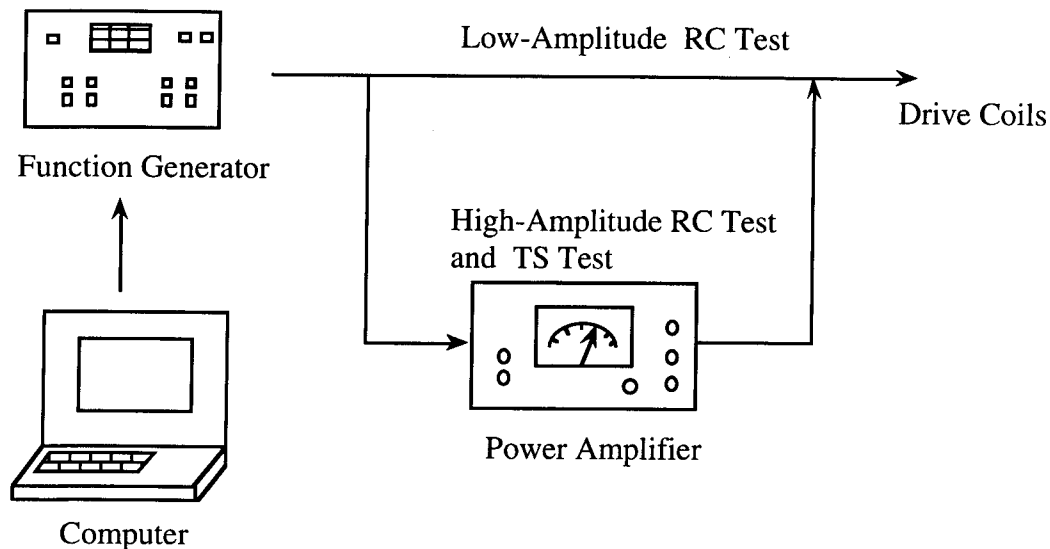 Low-Amplitude RC Test
Drive Coils
Function Generator
High-Amplitude RC Test
and TS Test
Power Amplifier
Computer